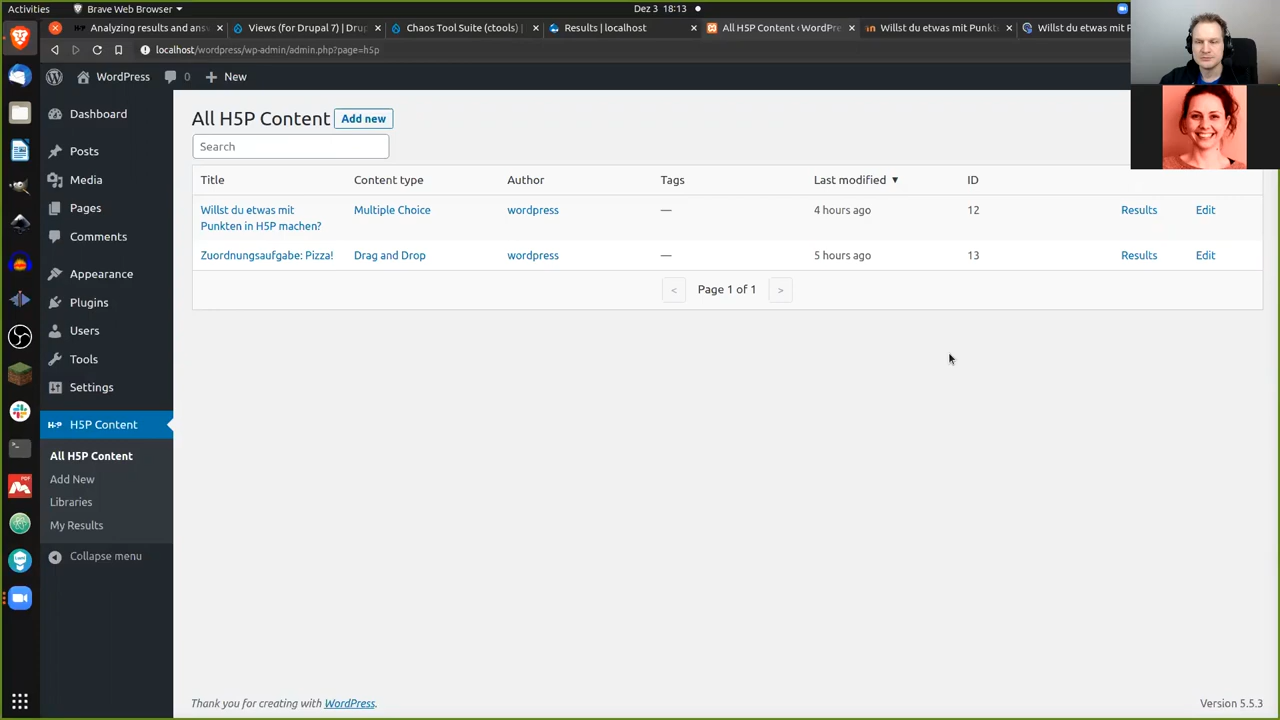 Activities
Brave Web Browser
Dez 3 18:13
Analyzing results and answ
Views (For Drupal 7) | Drup
Chaos Tool Suite (ctools)
Results | localhost
All H5P Content ‹ WordPre
Willst du etwas mit Punkt
Willst du etwas mit P
localhost/wordpress/wp-admin/admin.php?page=h5p
WordPress
0
New
Dashboard
Posts
Media
Pages
Comments
Appearance
Plugins
Users
Tools
Settings
H5P Content
All H5P Content
Add New
Libraries
My Results
Collapse menu
All H5P Content Add new
Search
Title Content type Author Tags Last modified ▼ ID
Willst du etwas mit Multiple Choice wordpress — 4 hours ago 12 Results Edit
Punkten in H5P machen?
Zuordnungsaufgabe: Pizza! Drag and Drop wordpress — 5 hours ago 13 Results Edit
< Page 1 of 1 >
Thank you for creating with WordPress.
Version 5.5.3